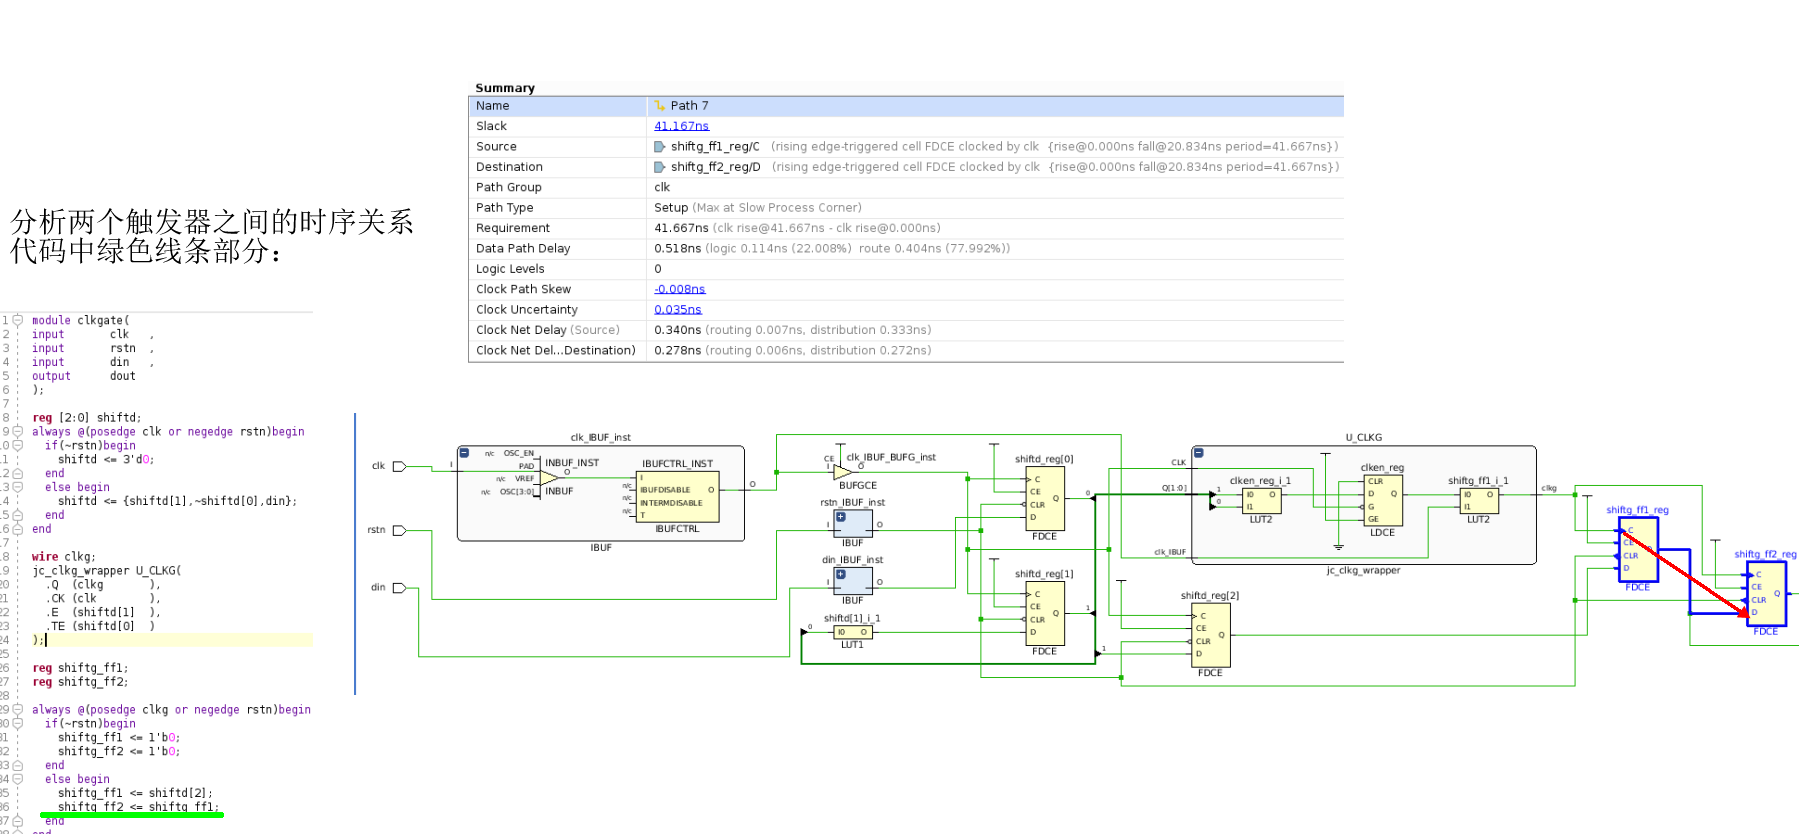 Summary
Name Path 7
Slack 41.167ns
Source shiftg_ff1_reg/C (rising edge-triggered cell FDCE clocked by clk {rise@0.000ns fall@20.834ns period=41.667ns})
Destination shiftg_ff2_reg/D (rising edge-triggered cell FDCE clocked by clk {rise@0.000ns fall@20.834ns period=41.667ns})
Path Group clk
Path Type Setup (Max at Slow Process Corner)
Requirement 41.667ns (clk rise@41.667ns - clk rise@0.000ns)
Data Path Delay 0.518ns (logic 0.114ns (22.008%) route 0.404ns (77.992%))
Logic Levels 0
Clock Path Skew -0.008ns
Clock Uncertainty 0.035ns
Clock Net Delay (Source) 0.340ns (routing 0.007ns, distribution 0.333ns)
Clock Net Del...Destination) 0.278ns (routing 0.006ns, distribution 0.272ns)
分析两个触发器之间的时序关系
代码中绿色线条部分：
1 module clkgate(
2 input clk ,
3 input rstn ,
4 input din ,
5 output dout
6 );
7
8 reg [2:0] shiftd;
9 always @(posedge clk or negedge rstn)begin
10 if(~rstn)begin
11 shiftd <= 3'd0;
12 end
13 else begin
14 shiftd <= {shiftd[1],~shiftd[0],din};
15 end
16 end
17
18 wire clkg;
19 jc_clkg_wrapper U_CLKG(
20 .Q (clkg ),
21 .CK (clk ),
22 .E (shiftd[1] ),
23 .TE (shiftd[0] )
24 );
25
26 reg shiftg_ff1;
27 reg shiftg_ff2;
28
29 always @(posedge clkg or negedge rstn)begin
30 if(~rstn)begin
31 shiftg_ff1 <= 1'b0;
32 shiftg_ff2 <= 1'b0;
33 end
34 else begin
35 shiftg_ff1 <= shiftd[2];
36 shiftg_ff2 <= shiftg_ff1;
37 end
clk
rstn
din
clk_IBUF_inst
I
n/c OSC_EN
PAD
n/c VREF
n/c OSC[3:0]
INBUF_INST
O
INBUF
IBUFCTRL_INST
I
n/c IBUFDISABLE
n/c INTERMDISABLE
n/c T
O
IBUFCTRL
O
IBUF
clk_IBUF_BUFG_inst
CE
I
O
BUFGCE
rstn_IBUF_inst
I
O
IBUF
din_IBUF_inst
I
O
IBUF
shiftd[1]_i_1
0
I0 O
LUT1
shiftd_reg[0]
C
CE
CLR
D
Q
0
FDCE
shiftd_reg[1]
C
CE
CLR
D
Q
1
FDCE
shiftd_reg[2]
C
CE
CLR
D
Q
1
FDCE
U_CLKG
CLK
Q[1:0]
clk_IBUF
1
0
clken_reg_i_1
I0 O
I1
LUT2
clken_reg
CLR
D Q
G
GE
LDCE
shiftg_ff1_i_1
I0 O
I1
LUT2
clkg
jc_clkg_wrapper
shiftg_ff1_reg
C
CE
CLR
D
FDCE
shiftg_ff2_reg
C
CE
CLR
D
Q
FDCE